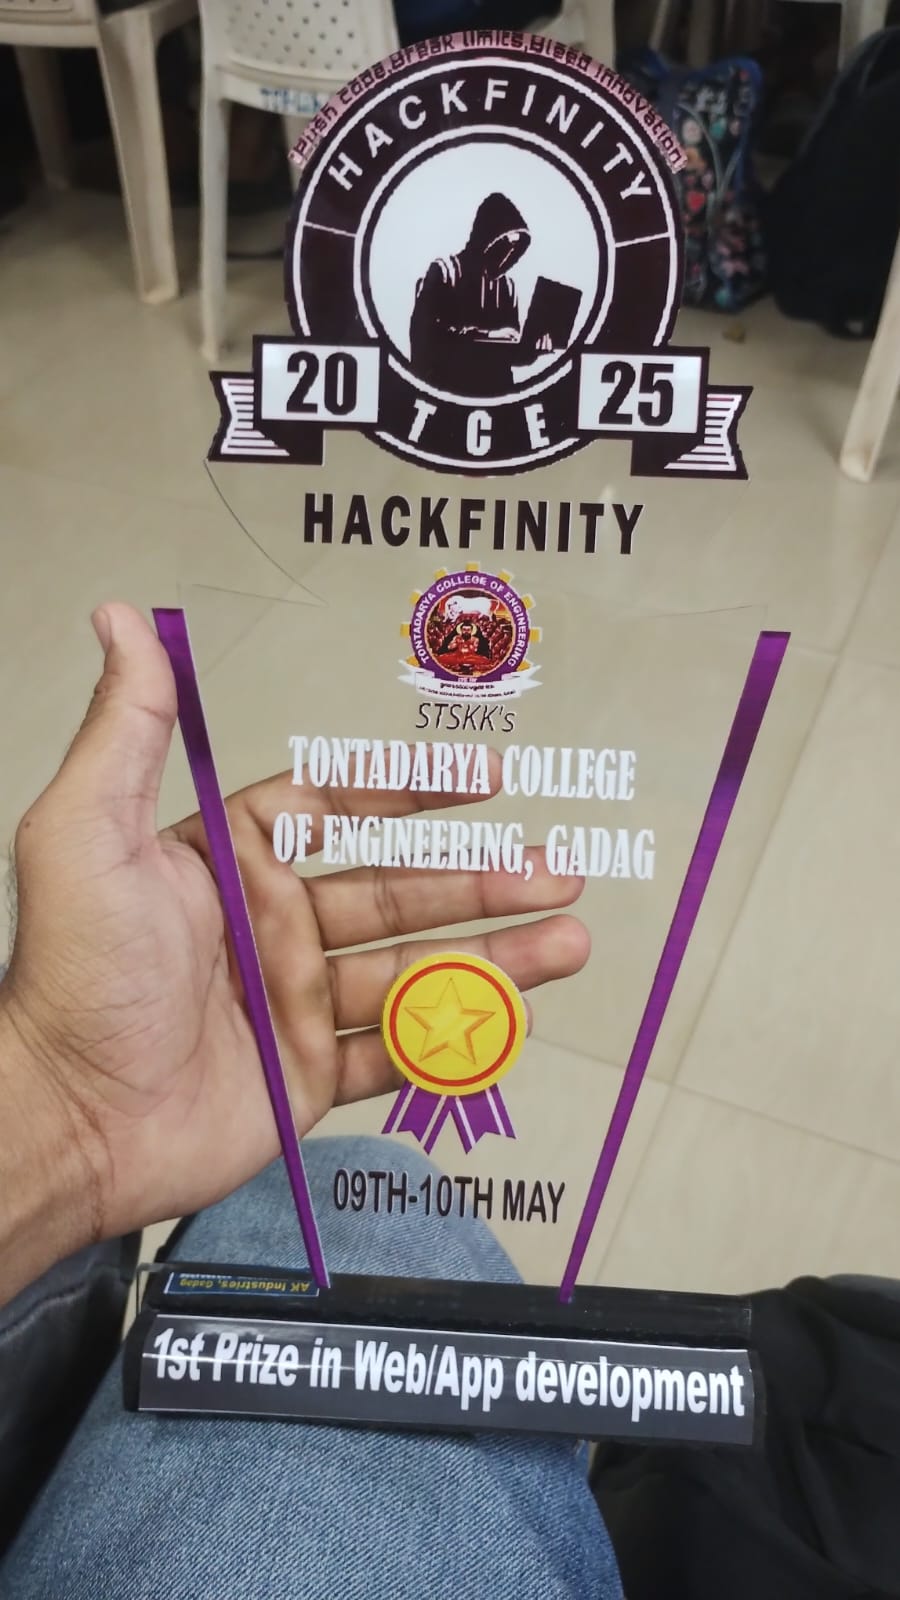 Push Code,Break limits,Bleed Innovation
HACKFINITY
20 25
TCE
HACKFINITY
TONTADARYA COLLEGE OF ENGINEERING
STSKK's
TONTADARYA COLLEGE
OF ENGINEERING, GADAG
09TH-10TH MAY
AK Industries, Gadag
1st Prize in Web/App development